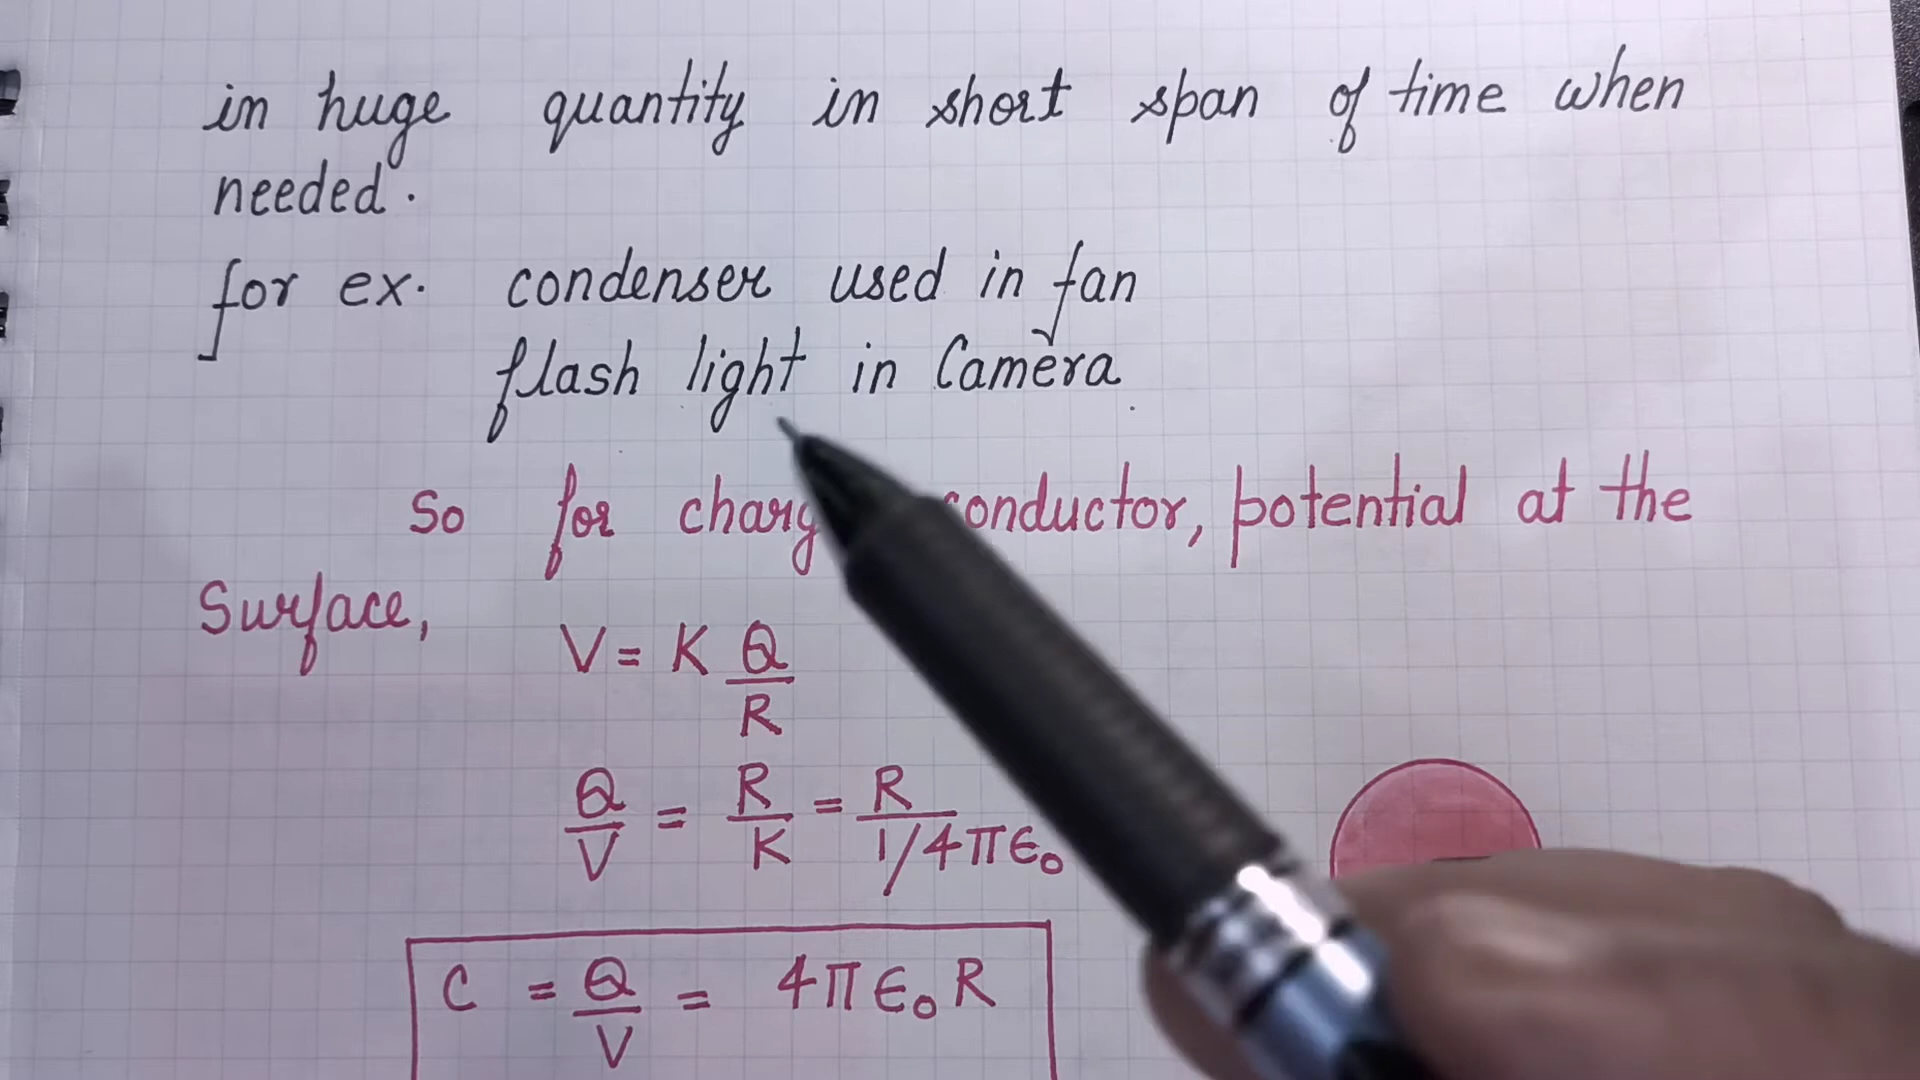 in huge quantity in short span of time when
needed.
for ex. condenser used in fan
flash light in Camera
So for conductor, potential at the
Surface,
V = K Q/R
Q/V = R/K = R/1/4πϵ₀
C = Q/V = 4πϵ₀R